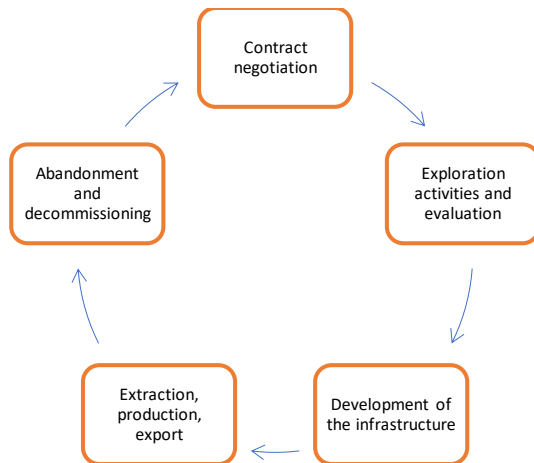 Contract
negotiation
Exploration
activities and
evaluation
Development of
the infrastructure
Extraction,
production,
export
Abandonment
and
decommissioning